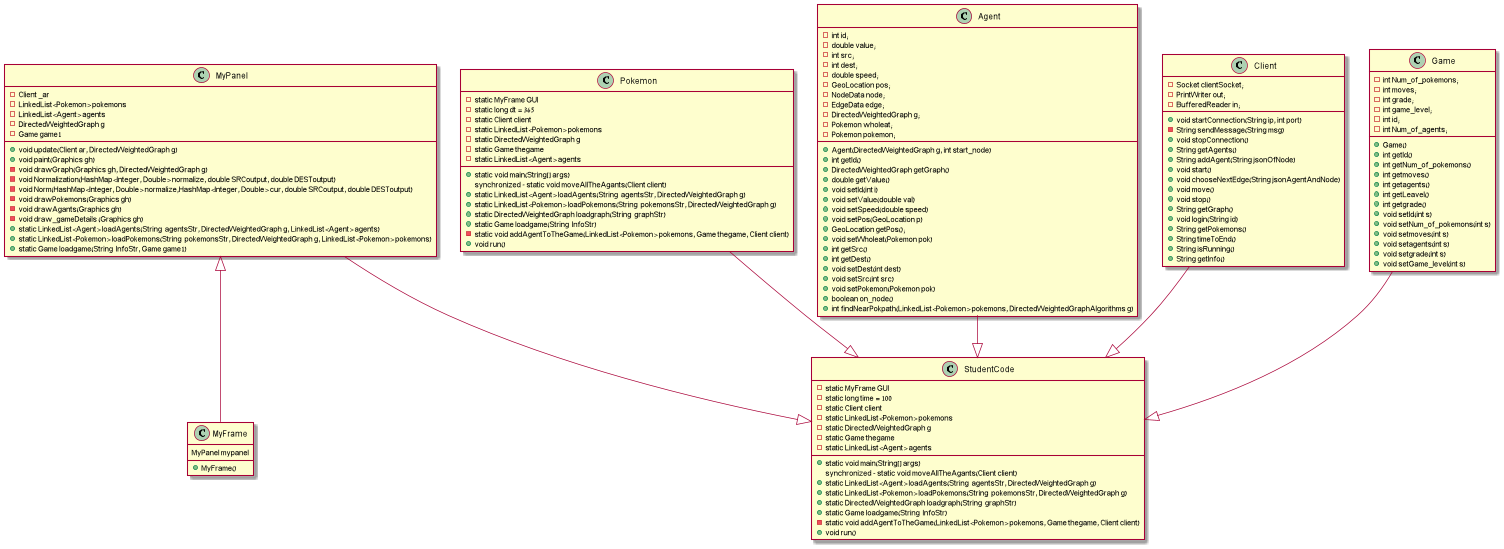 C MyPanel
Client _ar
LinkedList<Pokemon> pokemons
LinkedList<Agent> agents
DirectedWeightedGraph g
Game game1
void update(Client ar, DirectedWeightedGraph g)
void paint(Graphics gh)
void drawGraph(Graphics gh, DirectedWeightedGraph g)
void Normalization(HashMap<Integer, Double> normalize, double SRCoutput, double DESToutput)
void Norm(HashMap<Integer, Double> normalize,HashMap<Integer, Double> cur, double SRCoutput, double DESToutput)
void drawPokemons(Graphics gh)
void drawAgants(Graphics gh)
void draw_gameDetails (Graphics gh)
static LinkedList<Agent> loadAgents(String agentsStr, DirectedWeightedGraph g, LinkedList<Agent> agents)
static LinkedList<Pokemon> loadPokemons(String pokemonsStr, DirectedWeightedGraph g, LinkedList<Pokemon> pokemons)
static Game loadgame(String InfoStr, Game game1)
C Pokemon
static MyFrame GUI
static long dt = 365
static Client client
static LinkedList<Pokemon> pokemons
static DirectedWeightedGraph g
static Game thegame
static LinkedList<Agent> agents
static void main(String[] args)
synchronized - static void moveAllTheAgants(Client client)
static LinkedList<Agent> loadAgents(String agentsStr, DirectedWeightedGraph g)
static LinkedList<Pokemon> loadPokemons(String pokemonsStr, DirectedWeightedGraph g)
static DirectedWeightedGraph loadgraph(String graphStr)
static Game loadgame(String InfoStr)
static void addAgentToTheGame(LinkedList<Pokemon> pokemons, Game thegame, Client client)
void run()
C Agent
int id;
double value;
int src;
int dest;
double speed;
GeoLocation pos;
NodeData node;
EdgeData edge;
DirectedWeightedGraph g;
Pokemon wholeat;
Pokemon pokemon;
Agent(DirectedWeightedGraph g, int start_node)
int getId()
DirectedWeightedGraph getGraph()
double getValue()
void setId(int i)
void setValue(double val)
void setSpeed(double speed)
void setPos(GeoLocation p)
GeoLocation getPos();
void setWholeat(Pokemon pok)
int getSrc()
int getDest()
void setDest(int dest)
void setSrc(int src)
void setPokemon(Pokemon pok)
boolean on_node()
int findNearPokpath(LinkedList<Pokemon> pokemons, DirectedWeightedGraphAlgorithms g)
C Client
Socket clientSocket;
PrintWriter out;
BufferedReader in;
void startConnection(String ip, int port)
String sendMessage(String msg)
void stopConnection()
String getAgents()
String addAgent(String jsonOfNode)
void start()
void chooseNextEdge(String jsonAgentAndNode)
void move()
void stop()
String getGraph()
void login(String id)
String getPokemons()
String timeToEnd()
String isRunning()
String getInfo()
C Game
int Num_of_pokemons;
int moves;
int grade;
int game_level;
int id;
int Num_of_agents;
Game()
int getId()
int getNum_of_pokemons()
int getmoves()
int getagents()
int getLeavel()
int getgrade()
void setId(int s)
void setNum_of_pokemons(int s)
void setmoves(int s)
void setagents(int s)
void setgrade(int s)
void setGame_level(int s)
C MyFrame
MyPanel mypanel
MyFrame()
C StudentCode
static MyFrame GUI
static long time = 100
static Client client
static LinkedList<Pokemon> pokemons
static DirectedWeightedGraph g
static Game thegame
static LinkedList<Agent> agents
static void main(String[] args)
synchronized - static void moveAllTheAgants(Client client)
static LinkedList<Agent> loadAgents(String agentsStr, DirectedWeightedGraph g)
static LinkedList<Pokemon> loadPokemons(String pokemonsStr, DirectedWeightedGraph g)
static DirectedWeightedGraph loadgraph(String graphStr)
static Game loadgame(String InfoStr)
static void addAgentToTheGame(LinkedList<Pokemon> pokemons, Game thegame, Client client)
void run()